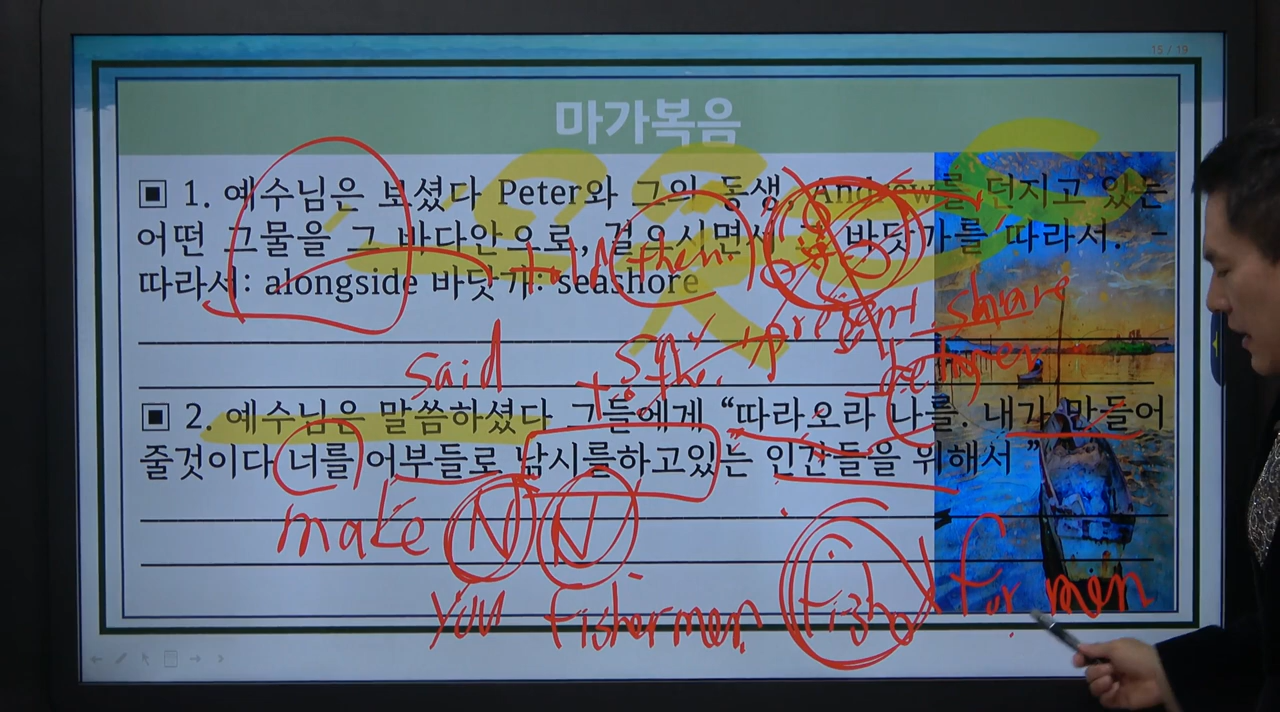 15 / 19
마가복음
▣ 1. 예수님은 보셨다 Peter와 그의 동생, Andrew를 던지고 있는
어떤 그물을 그 바다안으로, 걸으시면서 그 바닷가를 따라서. -
따라서: alongside 바닷가: seashore
then
present share
said
▣ 2. 예수님은 말씀하셨다 그들에게 “따라오라 나를. 내가 만들어
줄것이다 너를 어부들로 낚시를하고있는 인간들을 위해서 ”
make N N
you fishermen for men